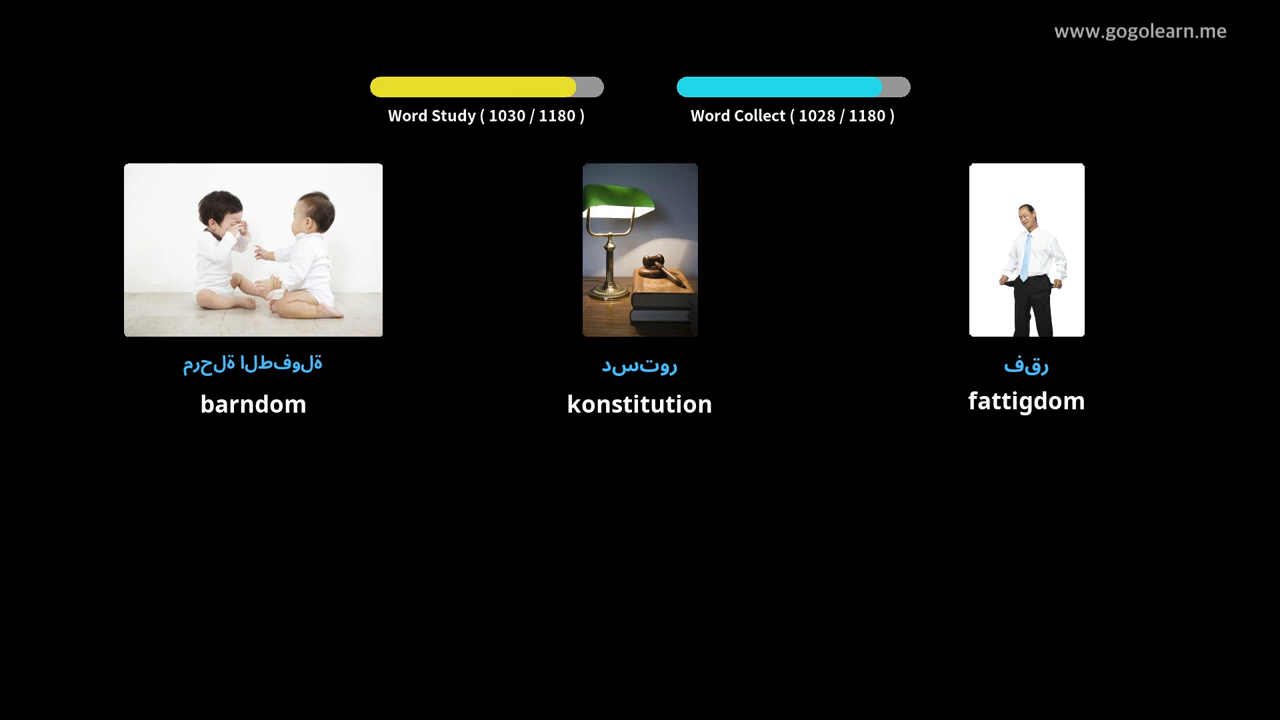 www.gogolearn.me
Word Study ( 1030 / 1180 )
Word Collect ( 1028 / 1180 )
مرحلة الطفولة
barndom
دستور
konstitution
فقر
fattigdom